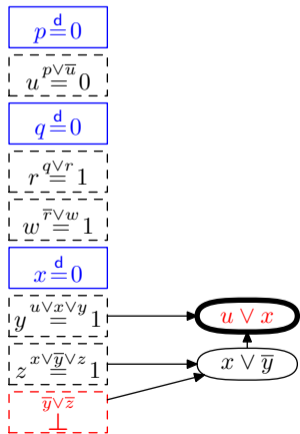 p =ᵈ 0
u =^{p∨u̅} 0
q =ᵈ 0
r =^{q∨r} 1
w =^{r̅∨w} 1
x =ᵈ 0
y =^{u∨x∨y} 1
u ∨ x
z =^{x∨y̅∨z} 1
x ∨ y̅
y̅∨z̅
⊥